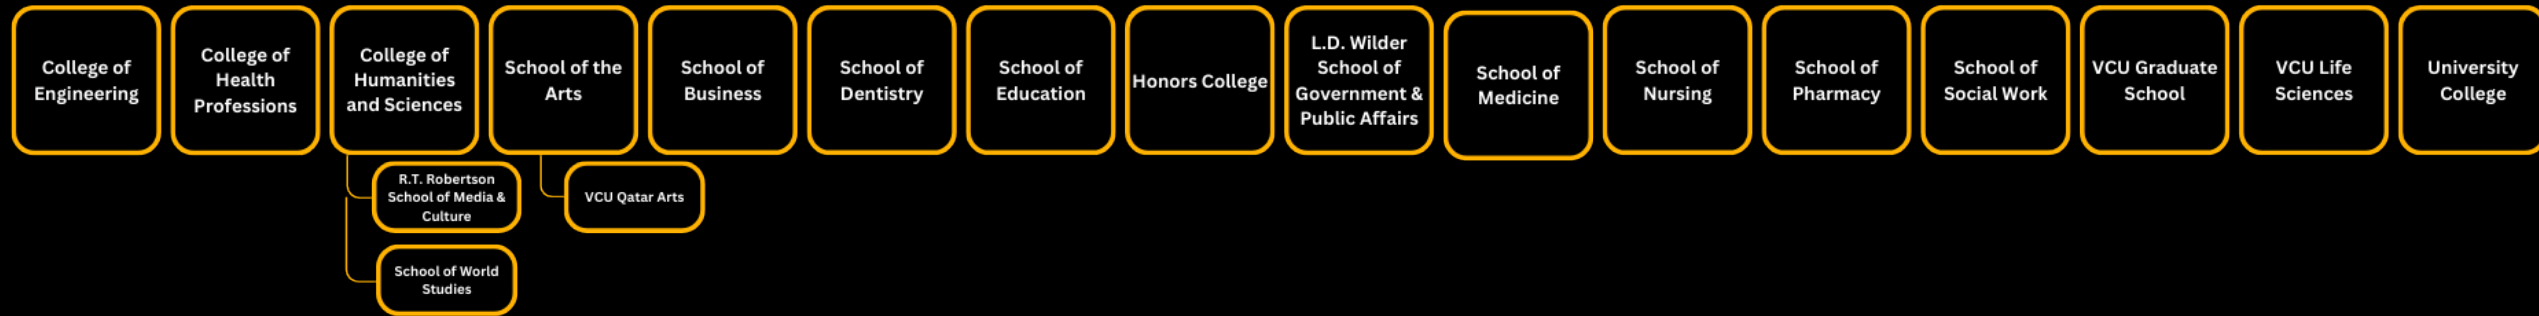 College of
Engineering
College of
Health
Professions
College of
Humanities
and Sciences
School of the
Arts
School of
Business
School of
Dentistry
School of
Education
Honors College
L.D. Wilder
School of
Government &
Public Affairs
School of
Medicine
School of
Nursing
School of
Pharmacy
School of
Social Work
VCU Graduate
School
VCU Life
Sciences
University
College
R.T. Robertson
School of Media &
Culture
VCU Qatar Arts
School of World
Studies